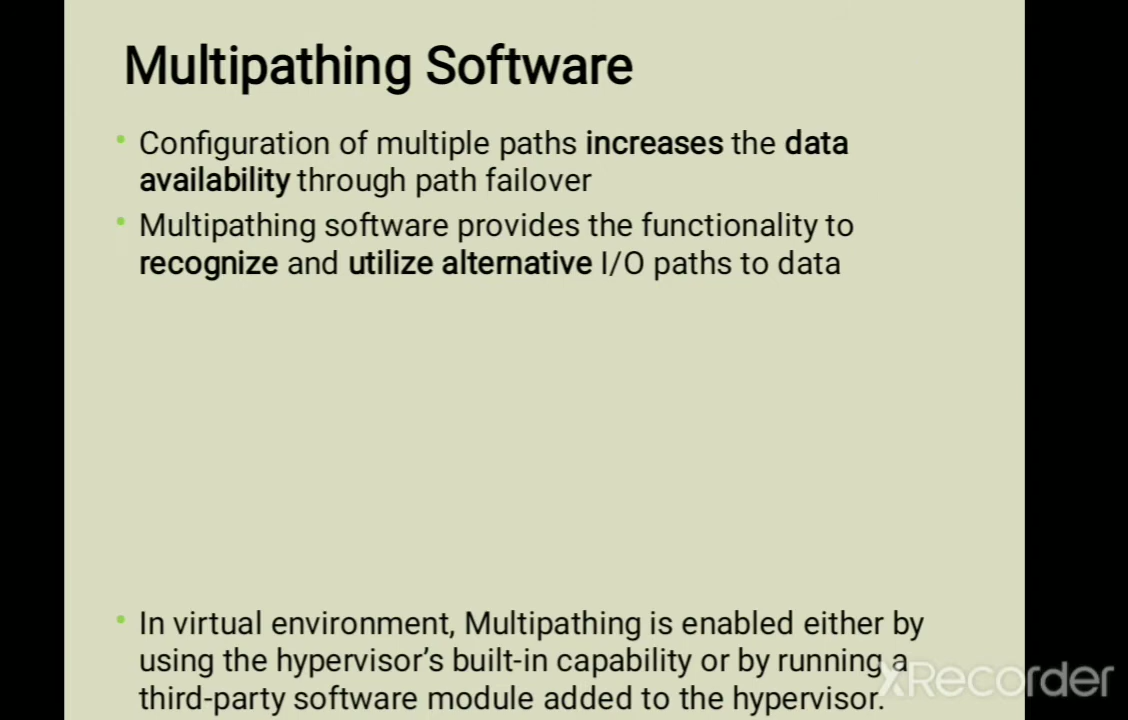 Multipathing Software
• Configuration of multiple paths increases the data
availability through path failover
• Multipathing software provides the functionality to
recognize and utilize alternative I/O paths to data
• In virtual environment, Multipathing is enabled either by
using the hypervisor’s built-in capability or by running a
third-party software module added to the hypervisor.
XRecorder